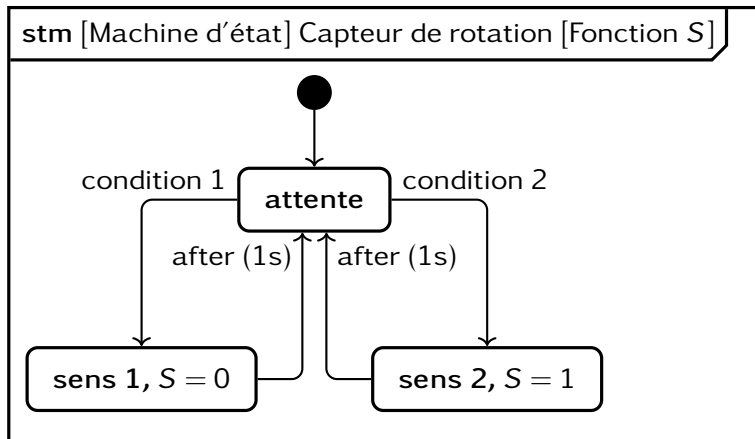 stm [Machine d'état] Capteur de rotation [Fonction S]
condition 1
condition 2
attente
after (1s)
after (1s)
sens 1, S = 0
sens 2, S = 1